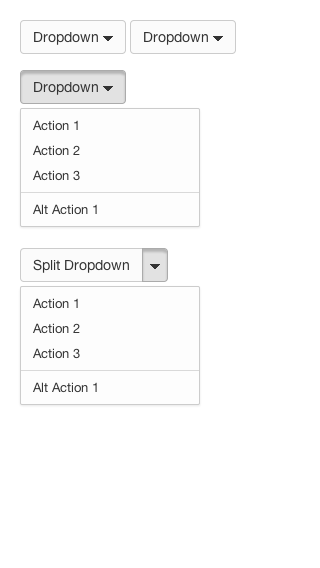 Dropdown Dropdown
Dropdown
Action 1
Action 2
Action 3
Alt Action 1
Split Dropdown
Action 1
Action 2
Action 3
Alt Action 1